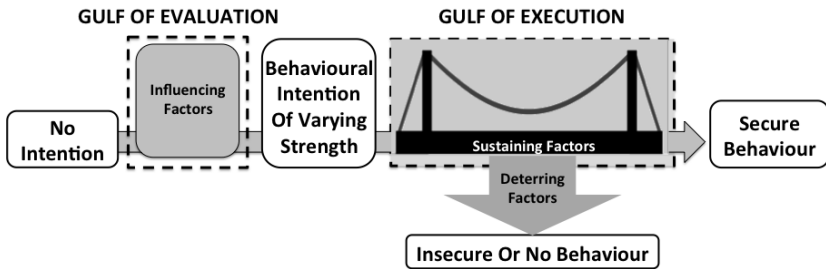 GULF OF EVALUATION
GULF OF EXECUTION
No
Intention
Influencing
Factors
Behavioural
Intention
Of Varying
Strength
Sustaining Factors
Secure
Behaviour
Deterring
Factors
Insecure Or No Behaviour